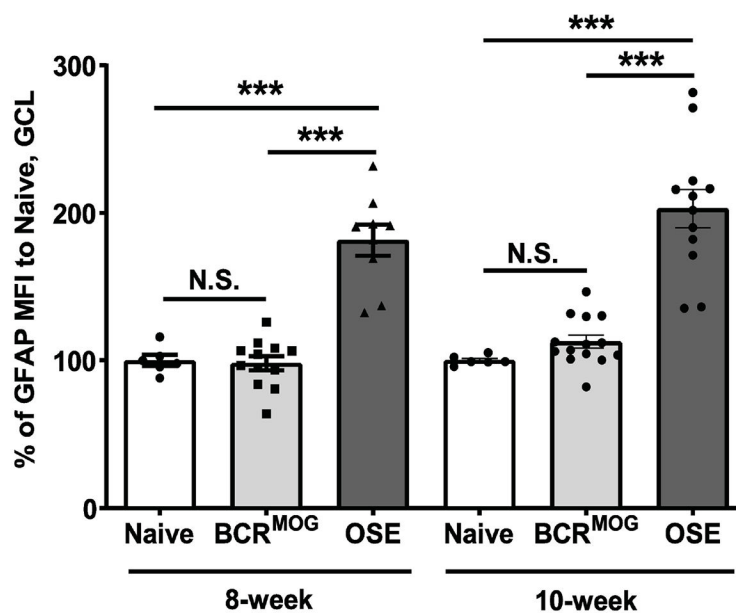 % of GFAP MFI to Naive, GCL
300
200
100
0
***
***
N.S.
***
***
N.S.
Naive BCR^MOG OSE Naive BCR^MOG OSE
8-week 10-week